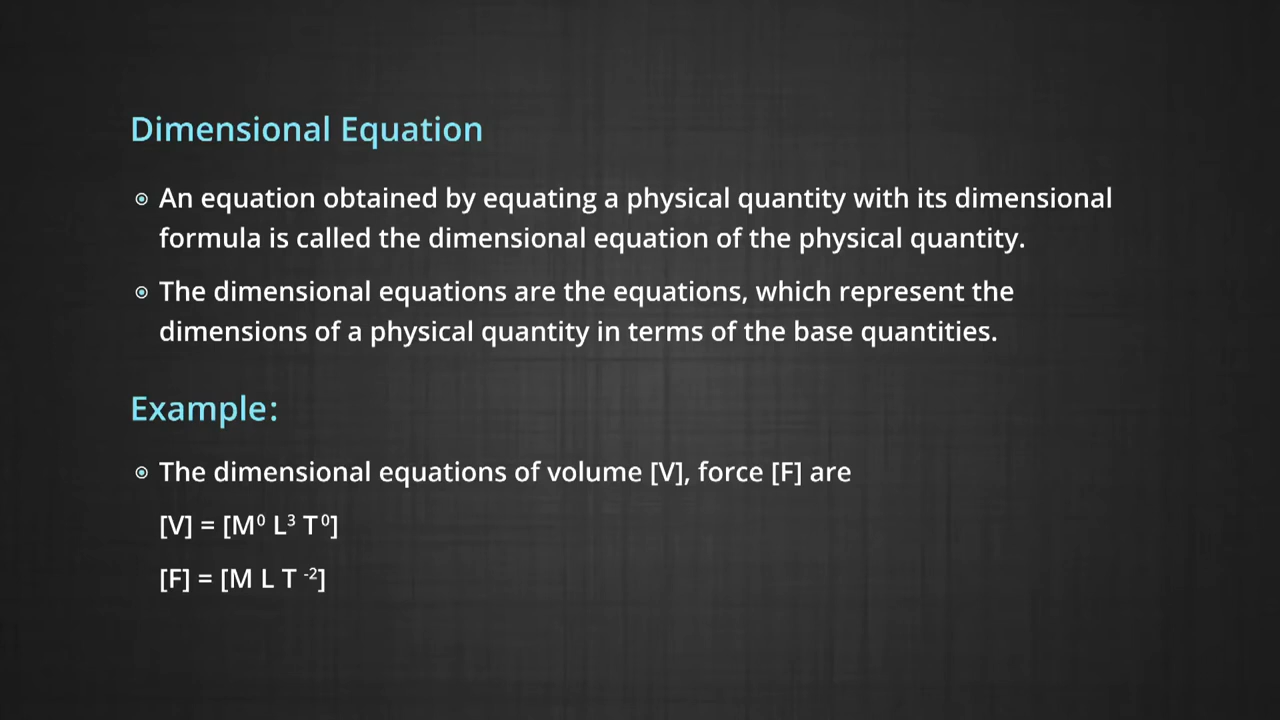 Dimensional Equation
⦿ An equation obtained by equating a physical quantity with its dimensional
formula is called the dimensional equation of the physical quantity.
⦿ The dimensional equations are the equations, which represent the
dimensions of a physical quantity in terms of the base quantities.
Example:
⦿ The dimensional equations of volume [V], force [F] are
[V] = [M⁰ L³ T⁰]
[F] = [M L T ⁻²]